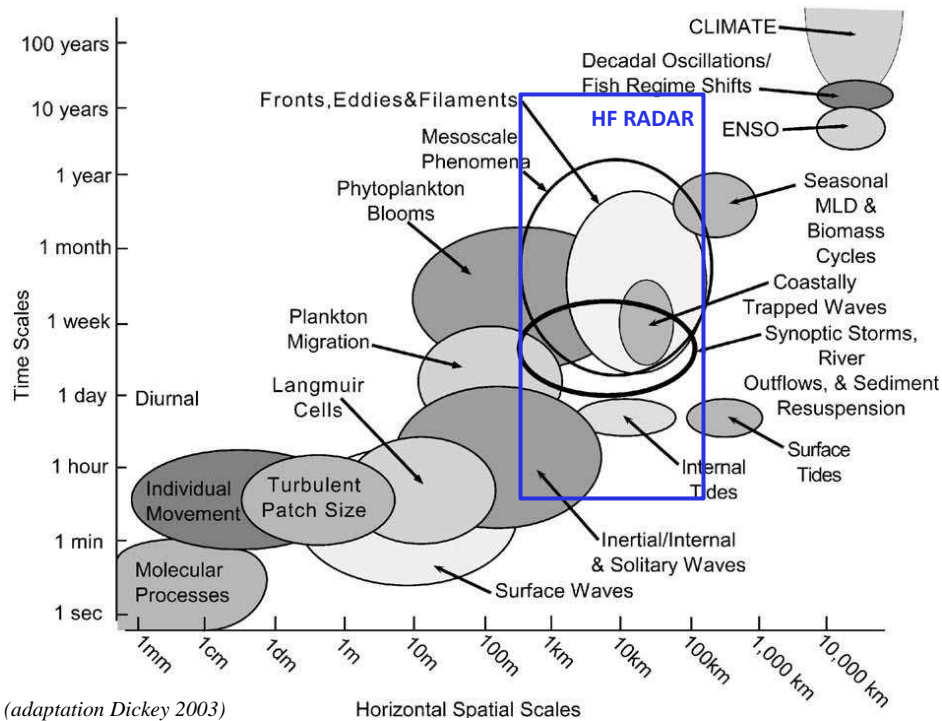 CLIMATE
100 years
Decadal Oscillations/
Fish Regime Shifts
Fronts,Eddies&Filaments
10 years
HF RADAR
ENSO
Mesoscale
Phenomena
1 year
Seasonal
MLD &
Biomass
Cycles
Phytoplankton
Blooms
1 month
Coastally
Trapped Waves
Time Scales
Plankton
Migration
1 week
Synoptic Storms,
River
Outflows, & Sediment
Resuspension
Langmuir
Cells
1 day
Diurnal
Surface
Tides
Internal
Tides
1 hour
Individual
Movement
Turbulent
Patch Size
1 min
Inertial/Internal
& Solitary Waves
Molecular
Processes
Surface Waves
1 sec
1mm
1cm
1dm
1m
10m
100m
1km
10km
100km
1,000 km
10,000 km
(adaptation Dickey 2003)
Horizontal Spatial Scales